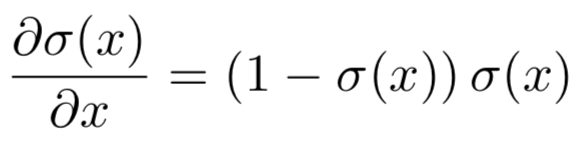 ∂σ(x)/∂x = (1 − σ(x)) σ(x)